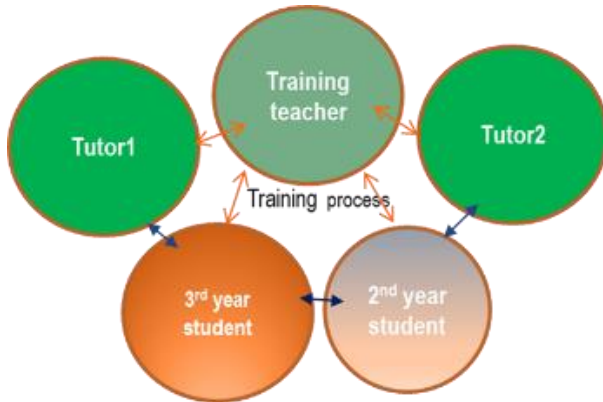 Training
teacher
Tutor1
Tutor2
Training process
3rd year
student
2nd year
student